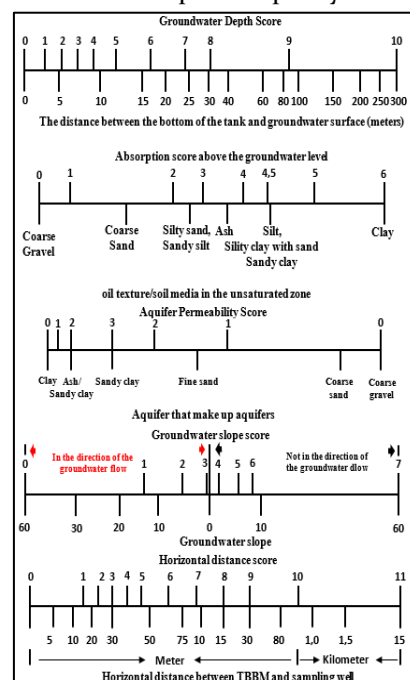 Groundwater Depth Score
0 1 2 3 4 5 6 7 8 9 10
0 5 10 15 20 25 30 40 60 80 100 150 200 250 300
The distance between the bottom of the tank and groundwater surface (meters)
Absorption score above the groundwater level
0 1 2 3 4 4,5 5 6
Coarse Gravel Coarse Sand Silty sand, Sandy silt Ash Silt, Sility clay with sand Sandy clay Clay
oil texture/soil media in the unsaturated zone
Aquifer Permeability Score
0 1 2 3 2 1 0
Clay Ash/ Sandy clay Sandy clay Fine sand Coarse sand Coarse gravel
Aquifer that make up aquifers
Groundwater slope score
0 In the direction of the groundwater flow 1 2 3 4 5 6 Not in the direction of the groundwater dlow 7
60 30 20 10 0 10 60
Groundwater slope
Horizontal distance score
0 1 2 3 4 5 6 7 8 9 10 11
5 10 20 30 50 75 10 15 30 80 1,0 1,5 15
Meter Kilometer
Horizontal distance between TBBM and sampling well